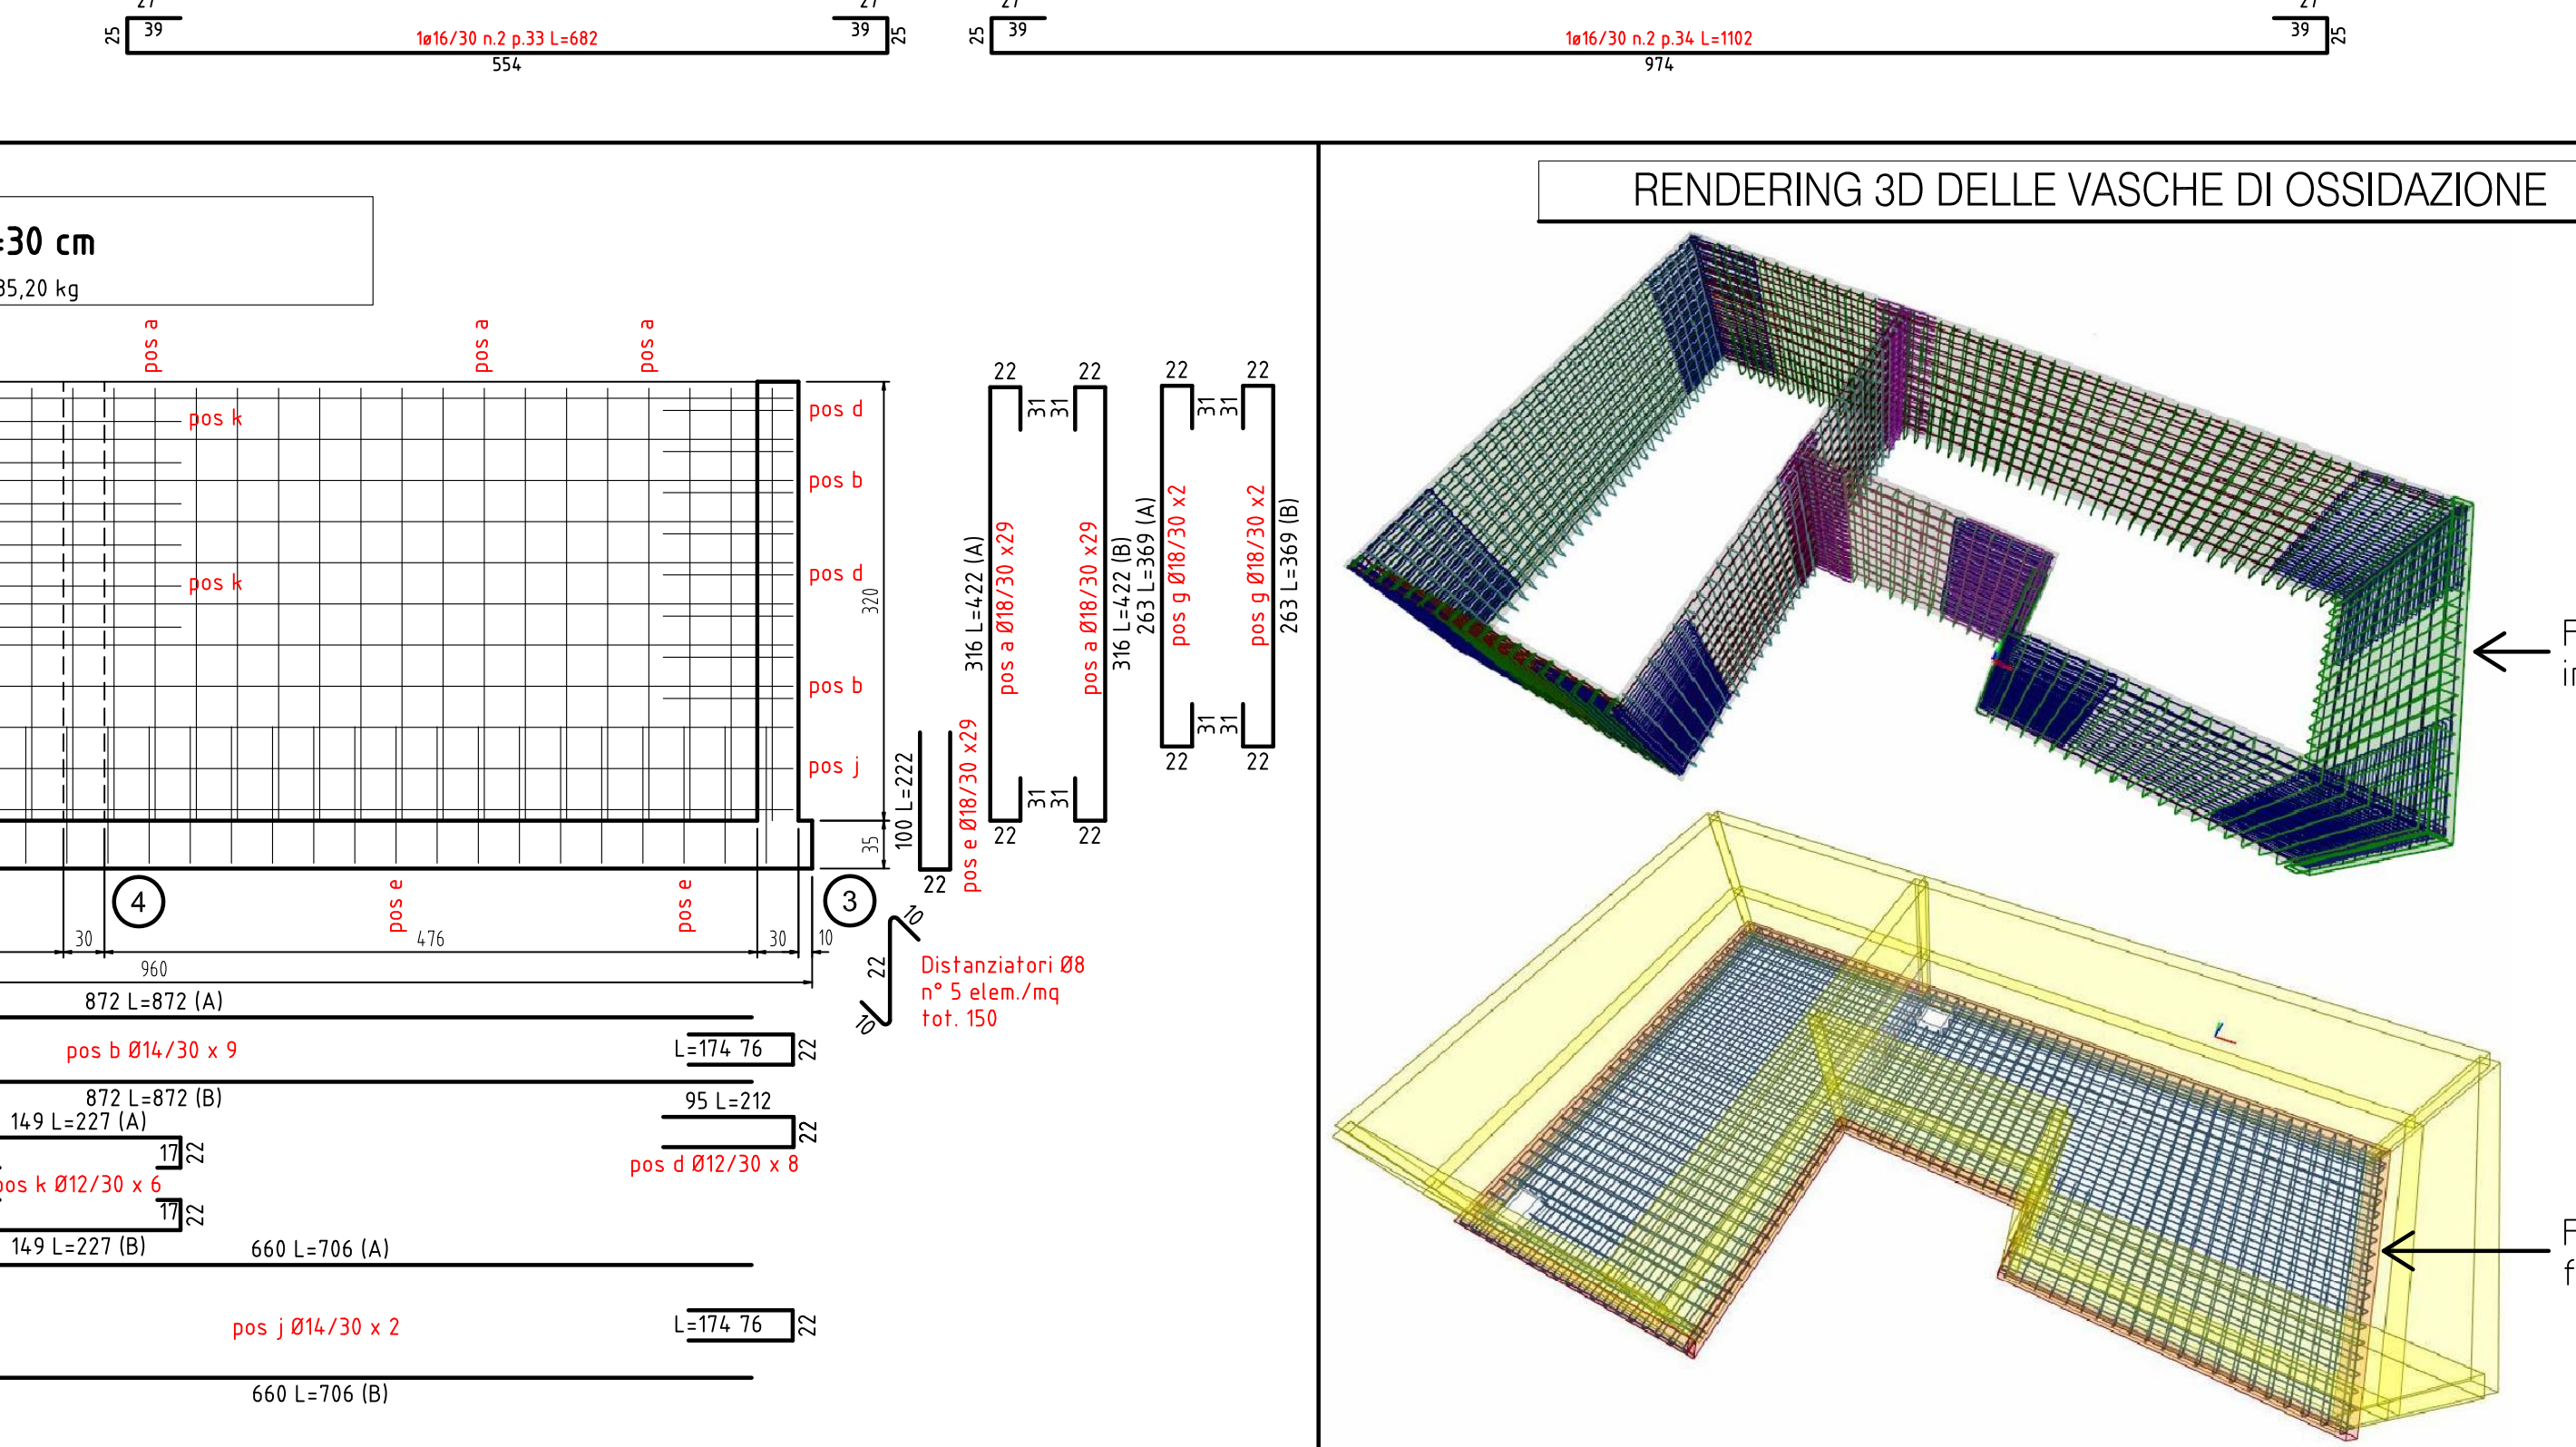 25
39
1ø16/30 n.2 p.33 L=682
39
25
554
25
39
1ø16/30 n.2 p.34 L=1102
39
25
974
RENDERING 3D DELLE VASCHE DI OSSIDAZIONE
=30 cm
35,20 kg
pos a
pos a
pos a
pos k
pos k
pos d
pos b
pos d
pos b
pos j
320
35
4
3
pos e
pos e
30
476
30
10
960
22
22
31
31
316 L=422 (A)
pos a Ø18/30 x29
pos a Ø18/30 x29
316 L=422 (B)
31
31
22
22
22
22
31
31
263 L=369 (A)
pos g Ø18/30 x2
pos g Ø18/30 x2
263 L=369 (B)
31
31
22
22
100 L=222
pos e Ø18/30 x29
22
10
22
10
Distanziatori Ø8
n° 5 elem./mq
tot. 150
872 L=872 (A)
pos b Ø14/30 x 9
L=174 76
22
872 L=872 (B)
95 L=212
22
pos d Ø12/30 x 8
149 L=227 (A)
17
22
pos k Ø12/30 x 6
17
22
149 L=227 (B)
660 L=706 (A)
pos j Ø14/30 x 2
L=174 76
22
660 L=706 (B)